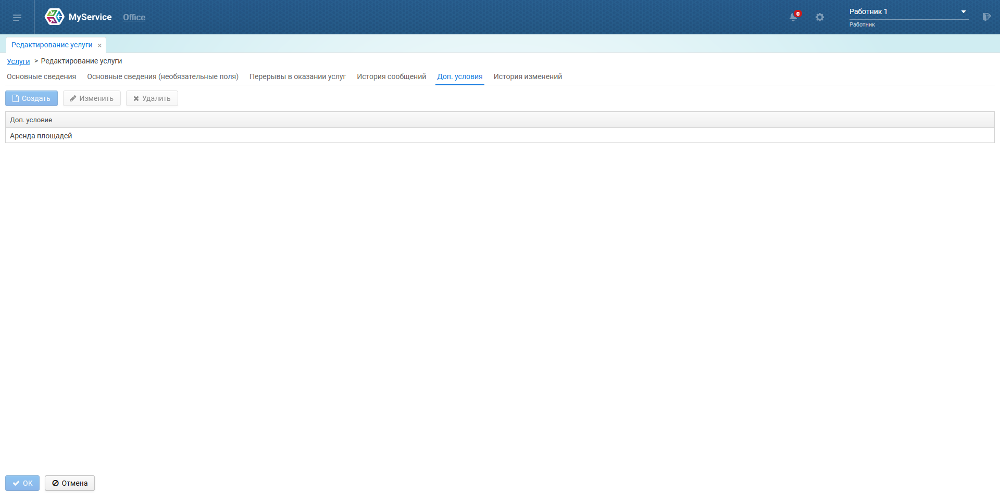 MyService Office
0
Работник 1
Работник
Редактирование услуги ×
Услуги > Редактирование услуги
Основные сведения Основные сведения (необязательные поля) Перерывы в оказании услуг История сообщений Доп. условия История изменений
Создать Изменить Удалить
Доп. условие
Аренда площадей
OK Отмена